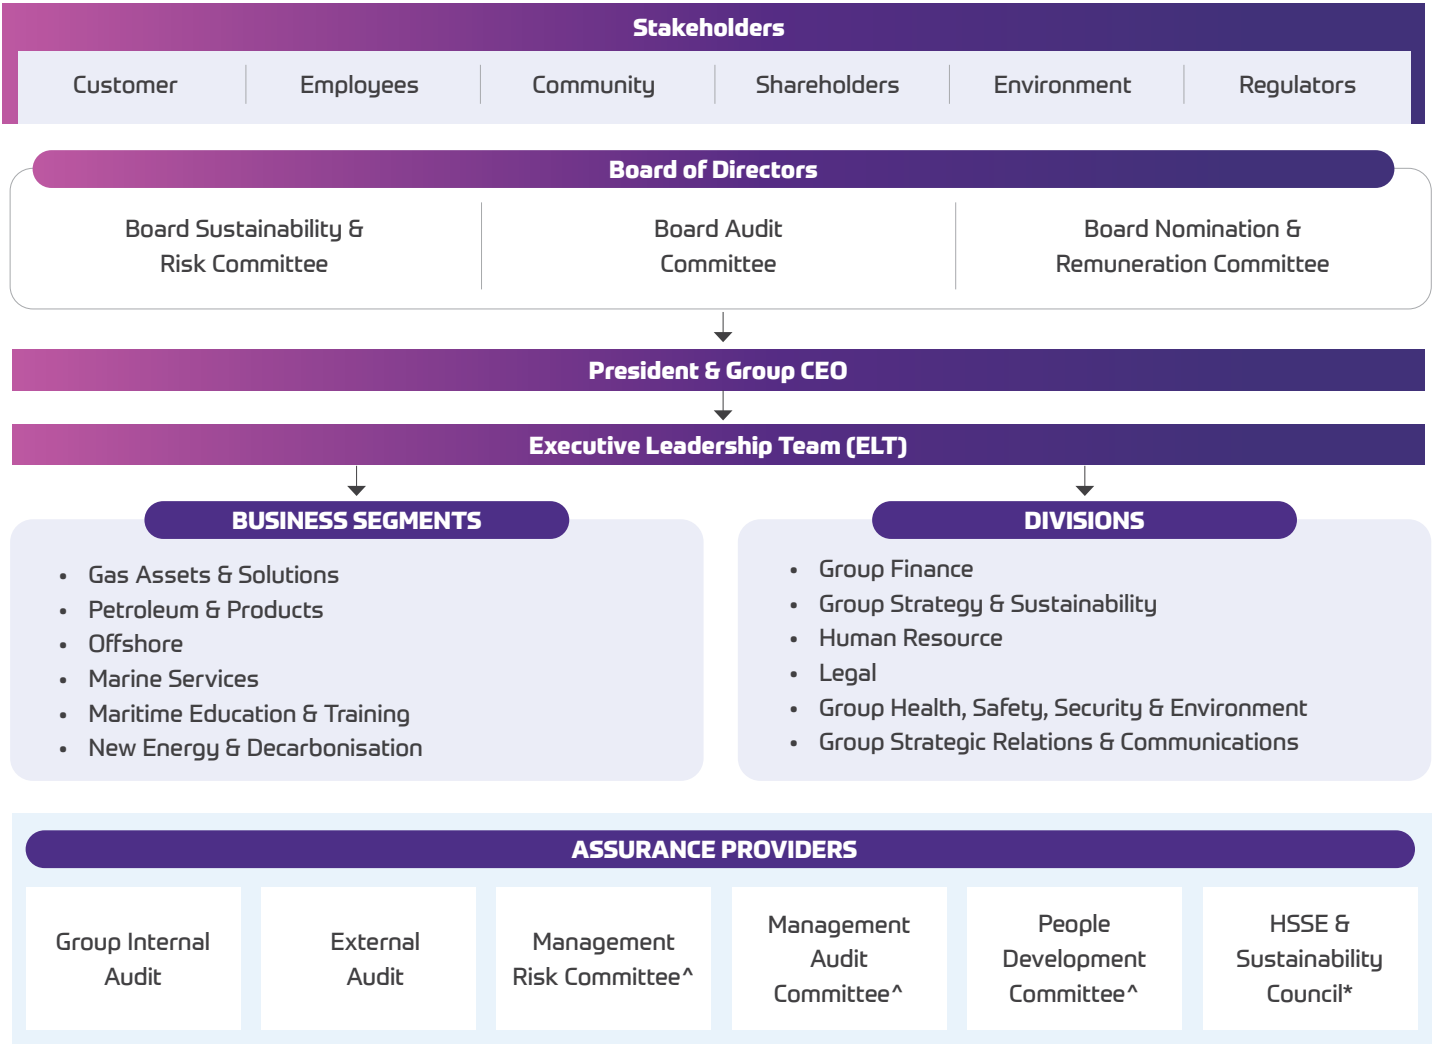 Stakeholders
Customer
Employees
Community
Shareholders
Environment
Regulators
Board of Directors
Board Sustainability &
Risk Committee
Board Audit
Committee
Board Nomination &
Remuneration Committee
President & Group CEO
Executive Leadership Team (ELT)
BUSINESS SEGMENTS
• Gas Assets & Solutions
• Petroleum & Products
• Offshore
• Marine Services
• Maritime Education & Training
• New Energy & Decarbonisation
DIVISIONS
• Group Finance
• Group Strategy & Sustainability
• Human Resource
• Legal
• Group Health, Safety, Security & Environment
• Group Strategic Relations & Communications
ASSURANCE PROVIDERS
Group Internal
Audit
External
Audit
Management
Risk Committee^
Management
Audit
Committee^
People
Development
Committee^
HSSE &
Sustainability
Council*